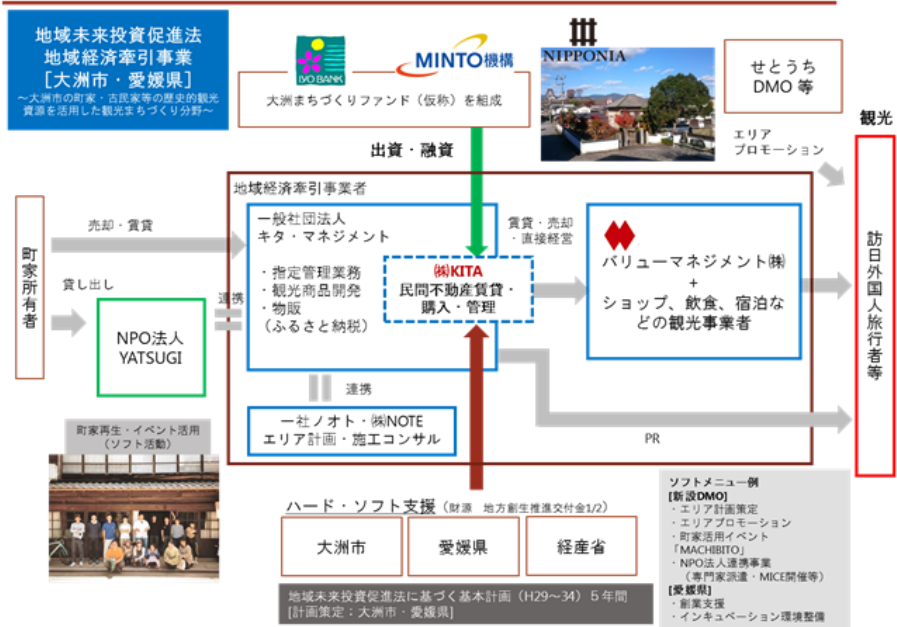 地域未来投資促進法
地域経済牽引事業
［大洲市・愛媛県］
～大洲市の町家・古民家等の歴史的観光
資源を活用した観光まちづくり分野～
IYO BANK
MINTO機構
大洲まちづくりファンド（仮称）を組成
NIPPONIA
せとうち
DMO 等
エリア
プロモーション
観光
出資・融資
地域経済牽引事業者
町家所有者
売却・賃貸
貸し出し
NPO法人
YATSUGI
連携
一般社団法人
キタ・マネジメント
・指定管理業務
・観光商品開発
・物販
（ふるさと納税）
㈱KITA
民間不動産賃貸・
購入・管理
賃貸・売却
・直接経営
バリューマネジメント㈱
+
ショップ、飲食、宿泊な
どの観光事業者
訪日外国人旅行者等
連携
一社ノオト・㈱NOTE
エリア計画・施工コンサル
PR
町家再生・イベント活用
（ソフト活動）
ハード・ソフト支援（財源　地方創生推進交付金1/2）
大洲市
愛媛県
経産省
地域未来投資促進法に基づく基本計画（H29～34）５年間
[計画策定：大洲市・愛媛県]
ソフトメニュー例
[新設DMO]
・エリア計画策定
・エリアプロモーション
・町家活用イベント
「MACHIBITO」
・NPO法人連携事業
（専門家派遣・MICE開催等）
[愛媛県]
・創業支援
・インキュベーション環境整備